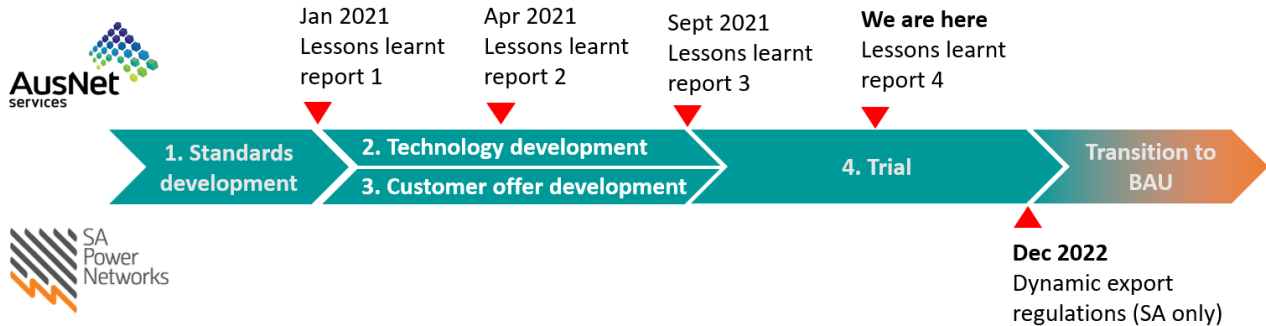 AusNet
services
Jan 2021
Lessons learnt
report 1
Apr 2021
Lessons learnt
report 2
Sept 2021
Lessons learnt
report 3
We are here
Lessons learnt
report 4
1. Standards
development
2. Technology development
3. Customer offer development
4. Trial
Transition to
BAU
SA
Power
Networks
Dec 2022
Dynamic export
regulations (SA only)